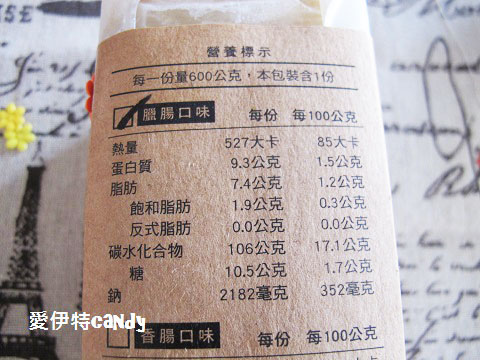 營養標示
每一份量600公克，本包裝含1份
臘腸口味 每份 每100公克
熱量 527大卡 85大卡
蛋白質 9.3公克 1.5公克
脂肪 7.4公克 1.2公克
飽和脂肪 1.9公克 0.3公克
反式脂肪 0.0公克 0.0公克
碳水化合物 106公克 17.1公克
糖 10.5公克 1.7公克
鈉 2182毫克 352毫克
香腸口味 每份 每100公克
愛伊特candy